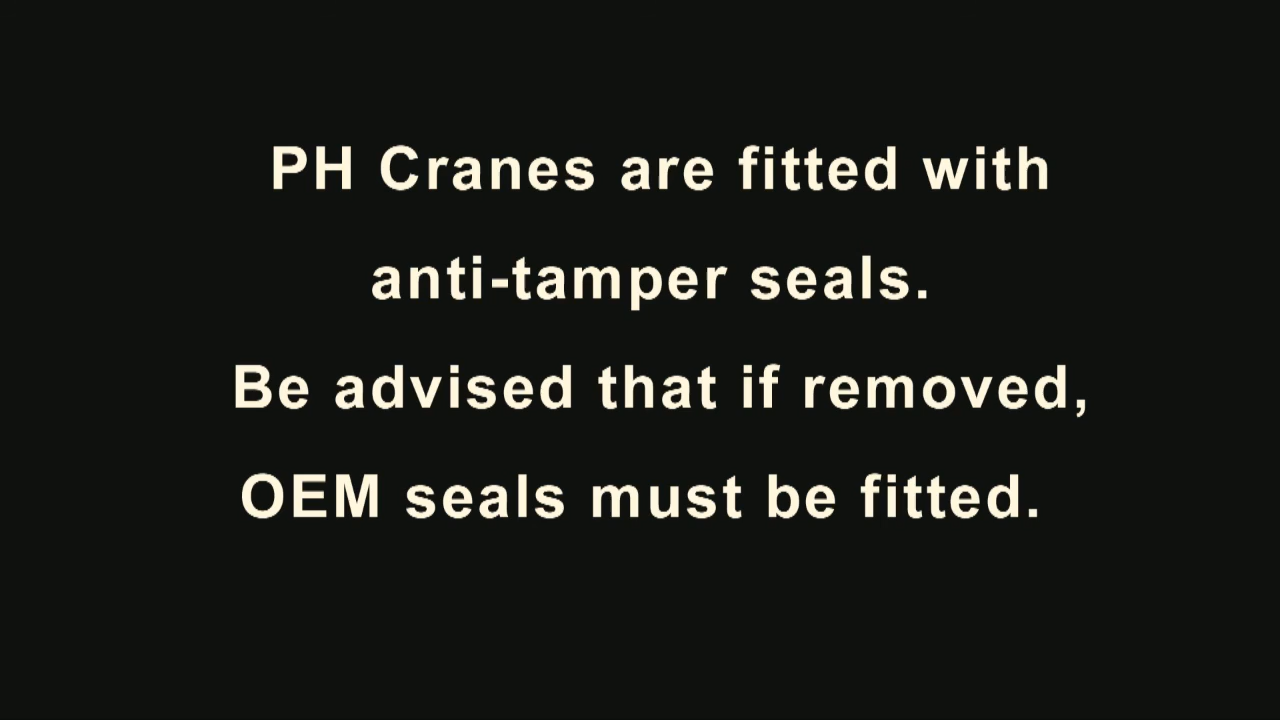 PH Cranes are fitted with
anti-tamper seals.
Be advised that if removed,
OEM seals must be fitted.